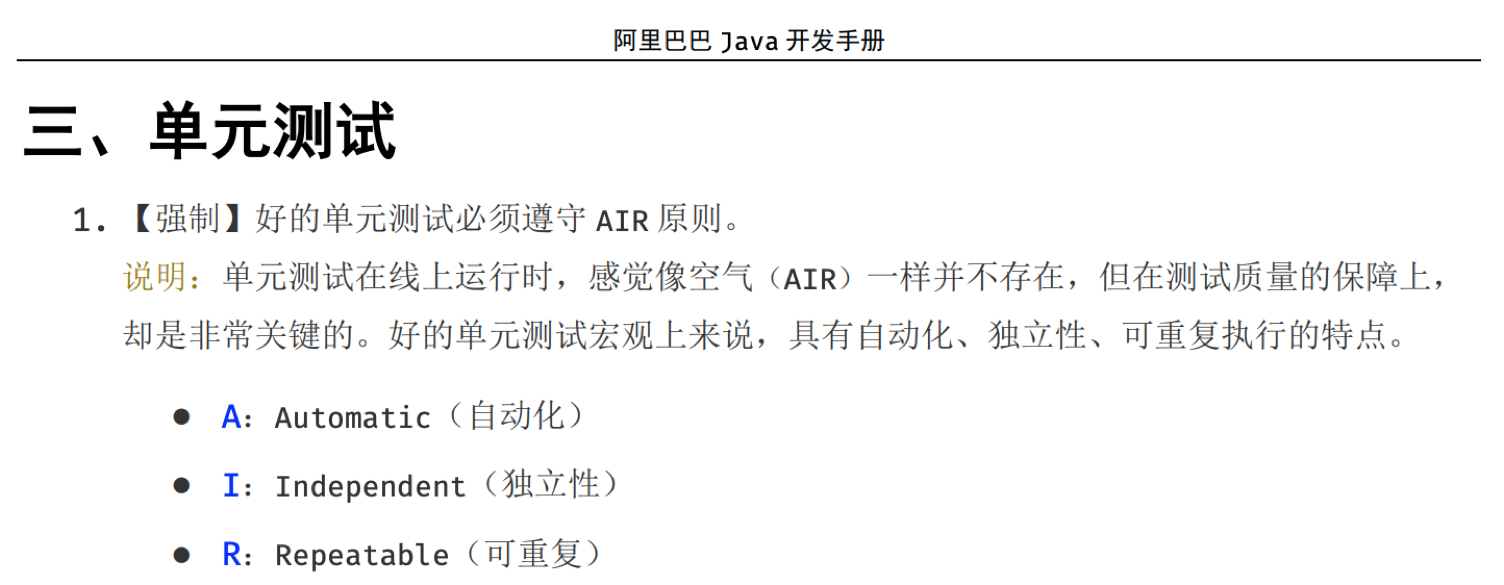 阿里巴巴 Java 开发手册
三、单元测试
1. 【强制】好的单元测试必须遵守 AIR 原则。
说明：单元测试在线上运行时，感觉像空气（AIR）一样并不存在，但在测试质量的保障上，
却是非常关键的。好的单元测试宏观上来说，具有自动化、独立性、可重复执行的特点。
● A：Automatic（自动化）
● I：Independent（独立性）
● R：Repeatable（可重复）